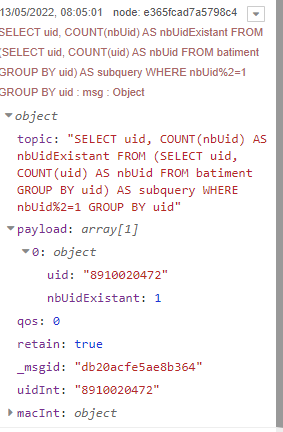 13/05/2022, 08:05:01 node: e365fcad7a5798c4
SELECT uid, COUNT(nbUid) AS nbUidExistant FROM
(SELECT uid, COUNT(uid) AS nbUid FROM batiment
GROUP BY uid) AS subquery WHERE nbUid%2=1
GROUP BY uid : msg : Object
object
topic: "SELECT uid, COUNT(nbUid) AS
nbUidExistant FROM (SELECT uid,
COUNT(uid) AS nbUid FROM batiment
GROUP BY uid) AS subquery WHERE
nbUid%2=1 GROUP BY uid"
payload: array[1]
0: object
uid: "8910020472"
nbUidExistant: 1
qos: 0
retain: true
_msgid: "db20acfe5ae8b364"
uidInt: "8910020472"
macInt: object